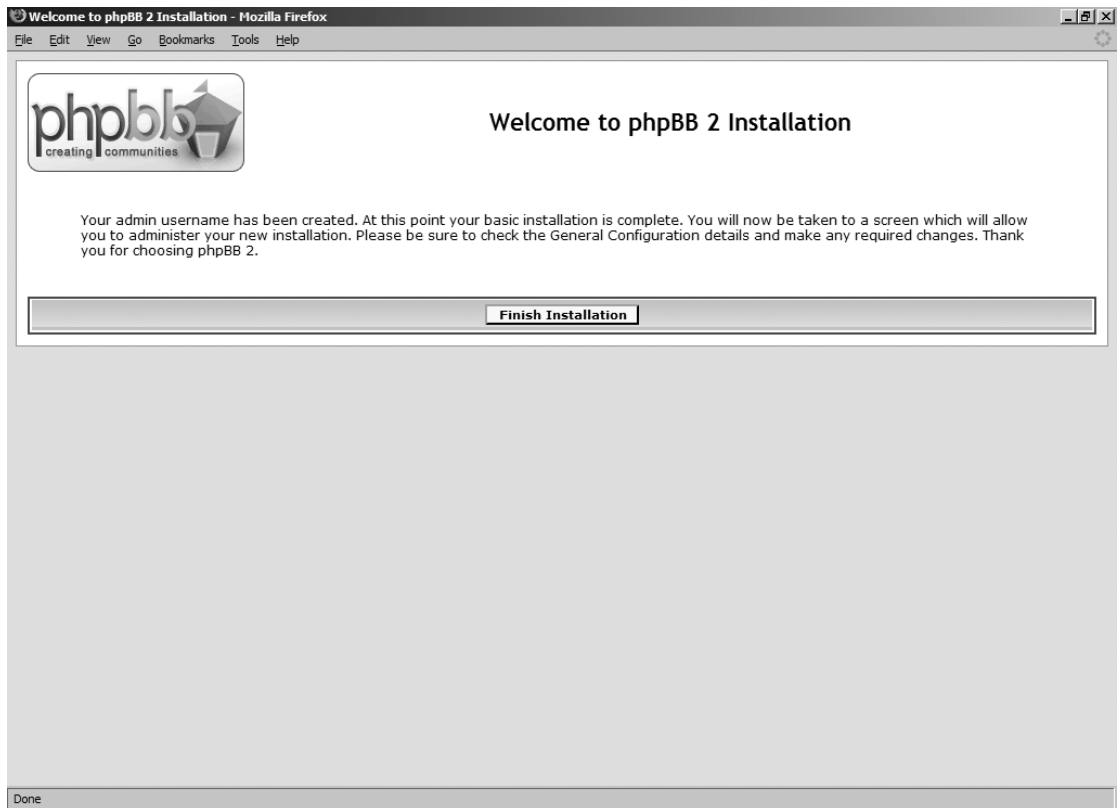 Welcome to phpBB 2 Installation - Mozilla Firefox
File Edit View Go Bookmarks Tools Help
phpbb
creating communities
Welcome to phpBB 2 Installation
Your admin username has been created. At this point your basic installation is complete. You will now be taken to a screen which will allow
you to administer your new installation. Please be sure to check the General Configuration details and make any required changes. Thank
you for choosing phpBB 2.
Finish Installation
Done